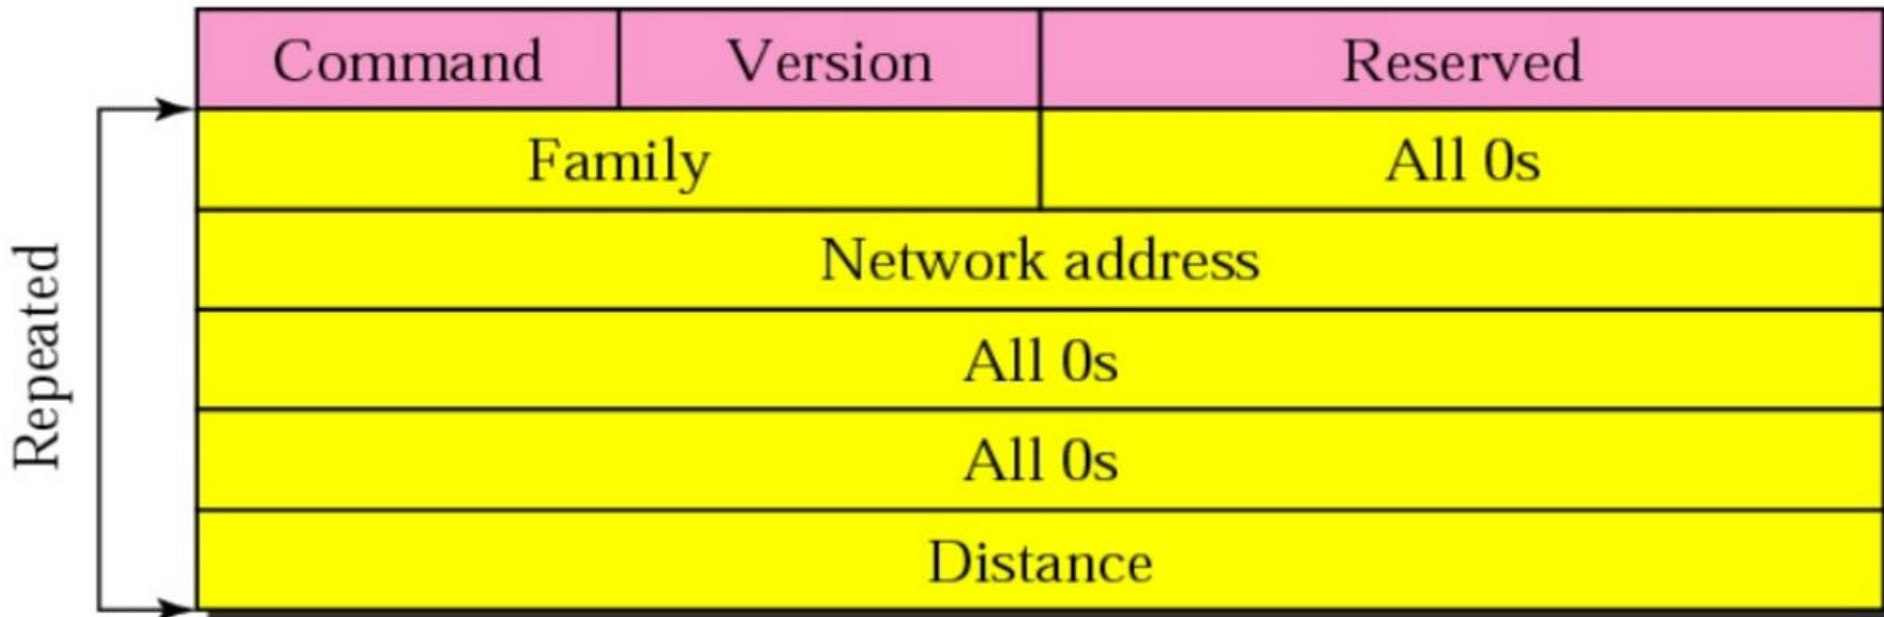 Command Version Reserved
Family All 0s
Network address
All 0s
All 0s
Distance
Repeated